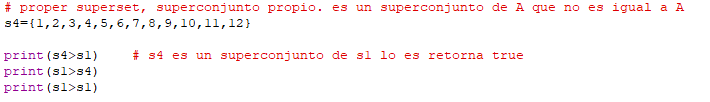 # proper superset, superconjunto propio. es un superconjunto de A que no es igual a A
s4={1,2,3,4,5,6,7,8,9,10,11,12}
print(s4>s1)    # s4 es un superconjunto de s1 lo es retorna true
print(s1>s4)
print(s1>s1)